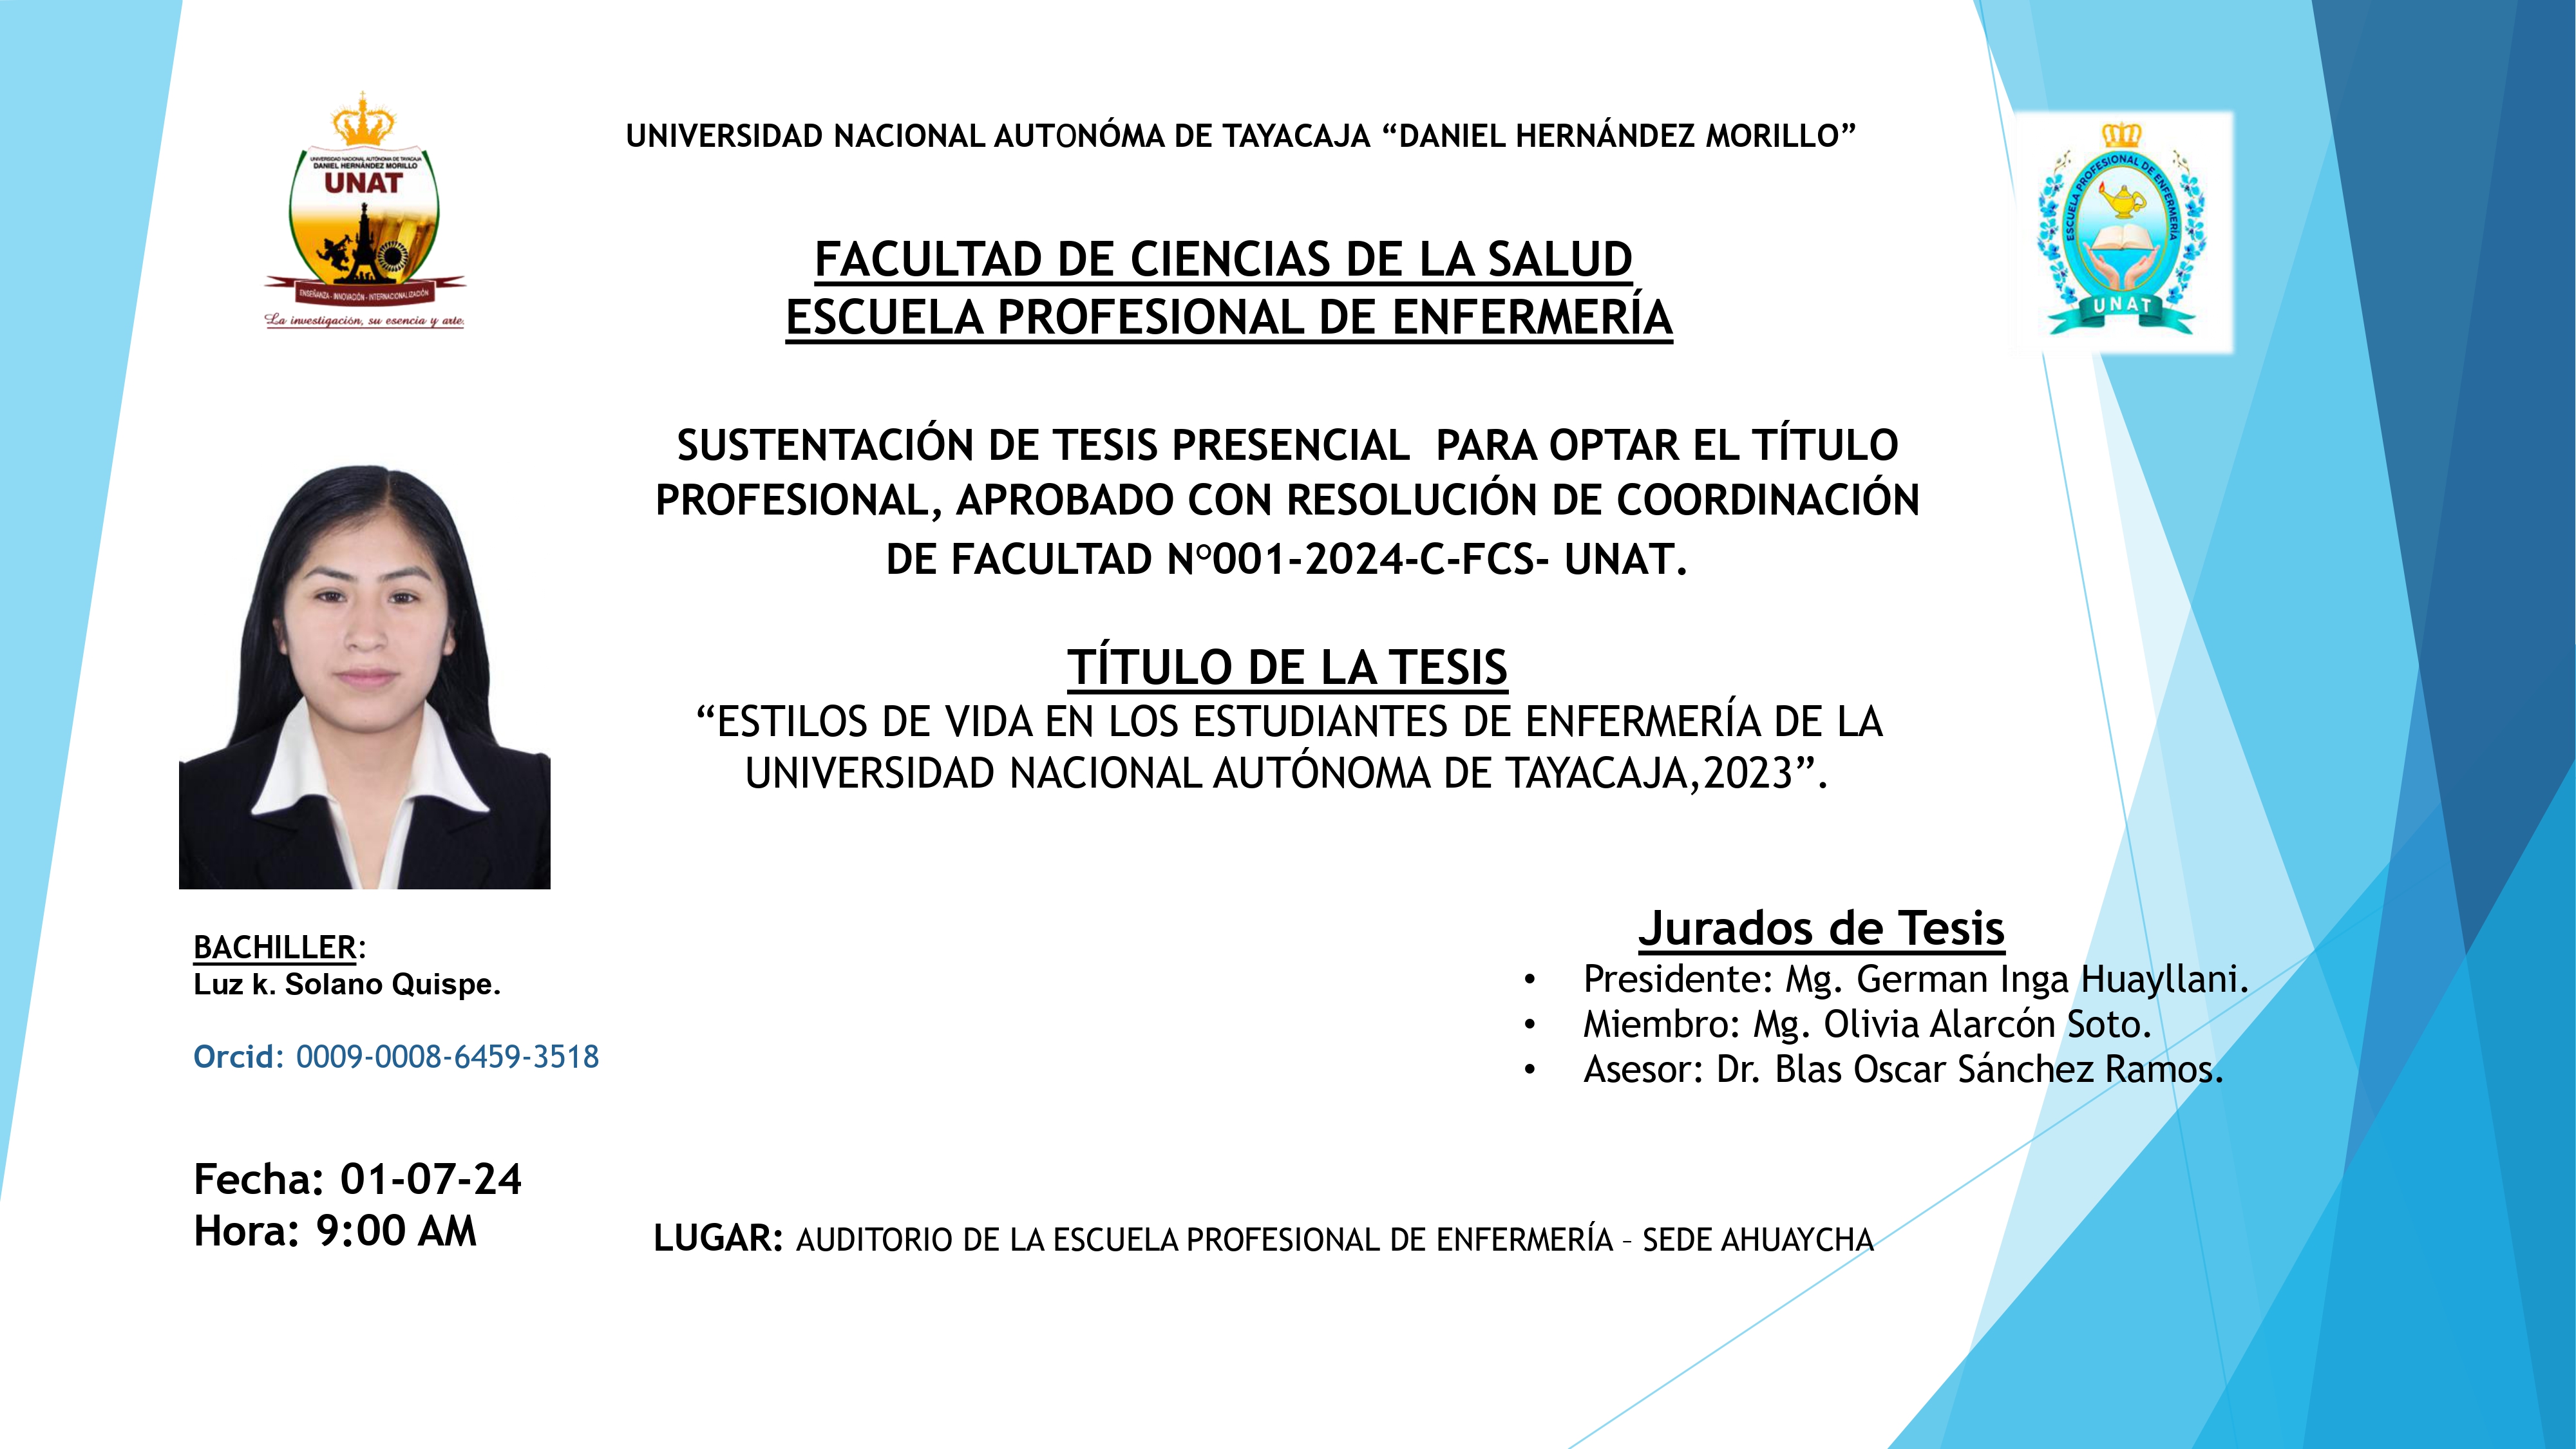 UNIVERSIDAD NACIONAL AUTONÓMA DE TAYACAJA “DANIEL HERNÁNDEZ MORILLO”
UNIVERSIDAD NACIONAL AUTÓNOMA DE TAYACAJA
DANIEL HERNÁNDEZ MORILLO
UNAT
ENSEÑANZA - INNOVACIÓN - INTERNACIONALIZACIÓN
La investigación, su esencia y arte.
ESCUELA PROFESIONAL DE ENFERMERÍA
UNAT
FACULTAD DE CIENCIAS DE LA SALUD
ESCUELA PROFESIONAL DE ENFERMERÍA
SUSTENTACIÓN DE TESIS PRESENCIAL  PARA OPTAR EL TÍTULO
PROFESIONAL, APROBADO CON RESOLUCIÓN DE COORDINACIÓN
DE FACULTAD Nº001-2024-C-FCS- UNAT.
TÍTULO DE LA TESIS
“ESTILOS DE VIDA EN LOS ESTUDIANTES DE ENFERMERÍA DE LA
UNIVERSIDAD NACIONAL AUTÓNOMA DE TAYACAJA,2023”.
BACHILLER:
Luz k. Solano Quispe.
Orcid: 0009-0008-6459-3518
Jurados de Tesis
• Presidente: Mg. German Inga Huayllani.
• Miembro: Mg. Olivia Alarcón Soto.
• Asesor: Dr. Blas Oscar Sánchez Ramos.
Fecha: 01-07-24
Hora: 9:00 AM
LUGAR: AUDITORIO DE LA ESCUELA PROFESIONAL DE ENFERMERÍA – SEDE AHUAYCHA